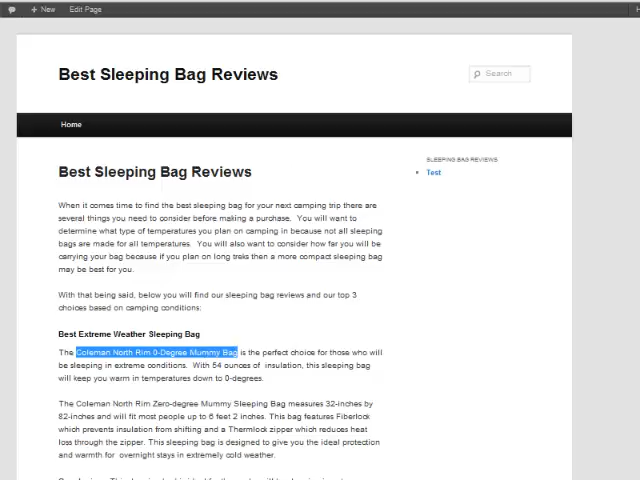 New Edit Page H
Best Sleeping Bag Reviews
Search
Home
SLEEPING BAG REVIEWS
Test
Best Sleeping Bag Reviews
When it comes time to find the best sleeping bag for your next camping trip there are
several things you need to consider before making a purchase. You will want to
determine what type of temperatures you plan on camping in because not all sleeping
bags are made for all temperatures. You will also want to consider how far you will be
carrying your bag because if you plan on long treks then a more compact sleeping bag
may be best for you.
With that being said, below you will find our sleeping bag reviews and our top 3
choices based on camping conditions:
Best Extreme Weather Sleeping Bag
The Coleman North Rim 0-Degree Mummy Bag is the perfect choice for those who will
be sleeping in extreme conditions. With 54 ounces of insulation, this sleeping bag
will keep you warm in temperatures down to 0-degrees.
The Coleman North Rim Zero-degree Mummy Sleeping Bag measures 32-inches by
82-inches and will fit most people up to 6 feet 2 inches. This bag features Fiberlock
which prevents insulation from shifting and a Thermlock zipper which reduces heat
loss through the zipper. This sleeping bag is designed to give you the ideal protection
and warmth for overnight stays in extremely cold weather.